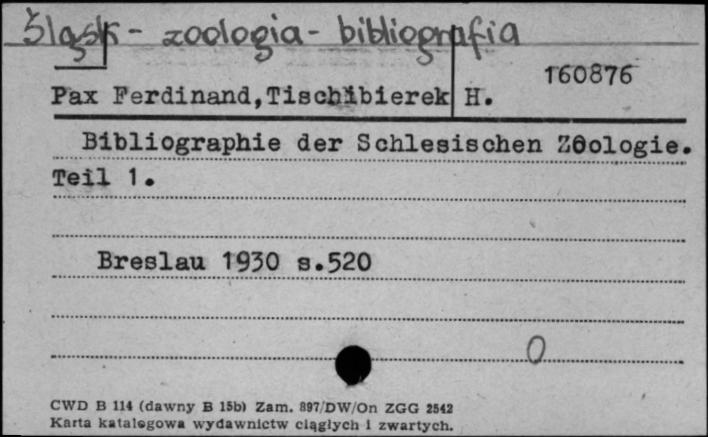 Śląsk - zoologia - bibliografia
160876
Pax Ferdinand,Tischbierek H.
Bibliographie der Schlesischen Zoologie.
Teil 1.
Breslau 1930 s.520
0
CWD B 114 (dawny B 15b) Zam. 897/DW/On ZGG 2542
Karta katalogowa wydawnictw ciągłych i zwartych.